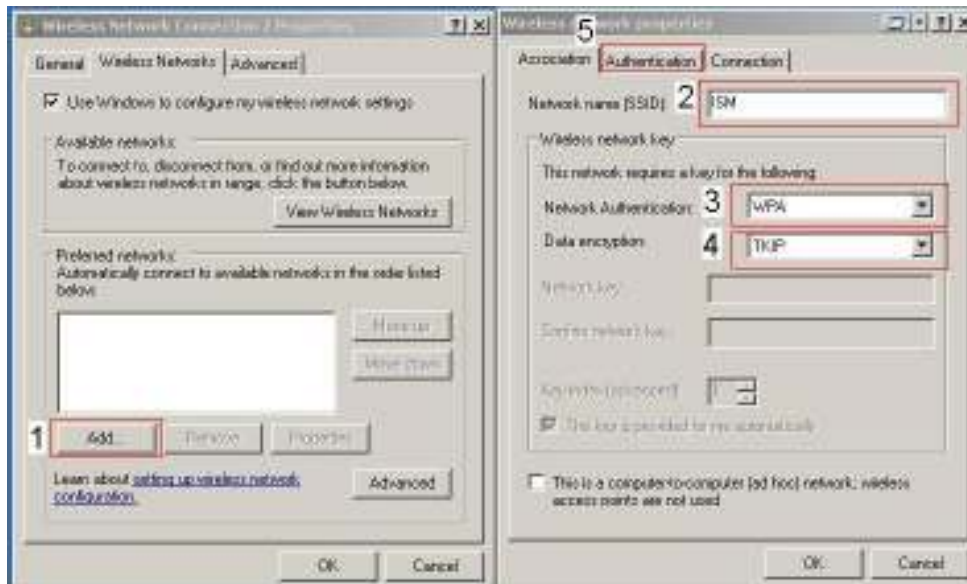 Wireless Network Connection 2 Properties
General
Wireless Networks
Advanced
Use Windows to configure my wireless network settings
Available networks:
To connect to, disconnect from, or find out more information
about wireless networks in range, click the button below.
View Wireless Networks
Preferred networks:
Automatically connect to available networks in the order listed
below:
Move up
Move down
1
Add...
Remove
Properties
Learn about setting up wireless network
configuration.
Advanced
OK
Cancel
Wireless network properties
5
Association
Authentication
Connection
Network name (SSID):
2
ISM
Wireless network key
This network requires a key for the following:
Network Authentication:
3
WPA
Data encryption:
4
TKIP
Network key:
Confirm network key:
Key index (advanced):
1
This key is provided for me automatically
This is a computer-to-computer (ad hoc) network; wireless
access points are not used
OK
Cancel